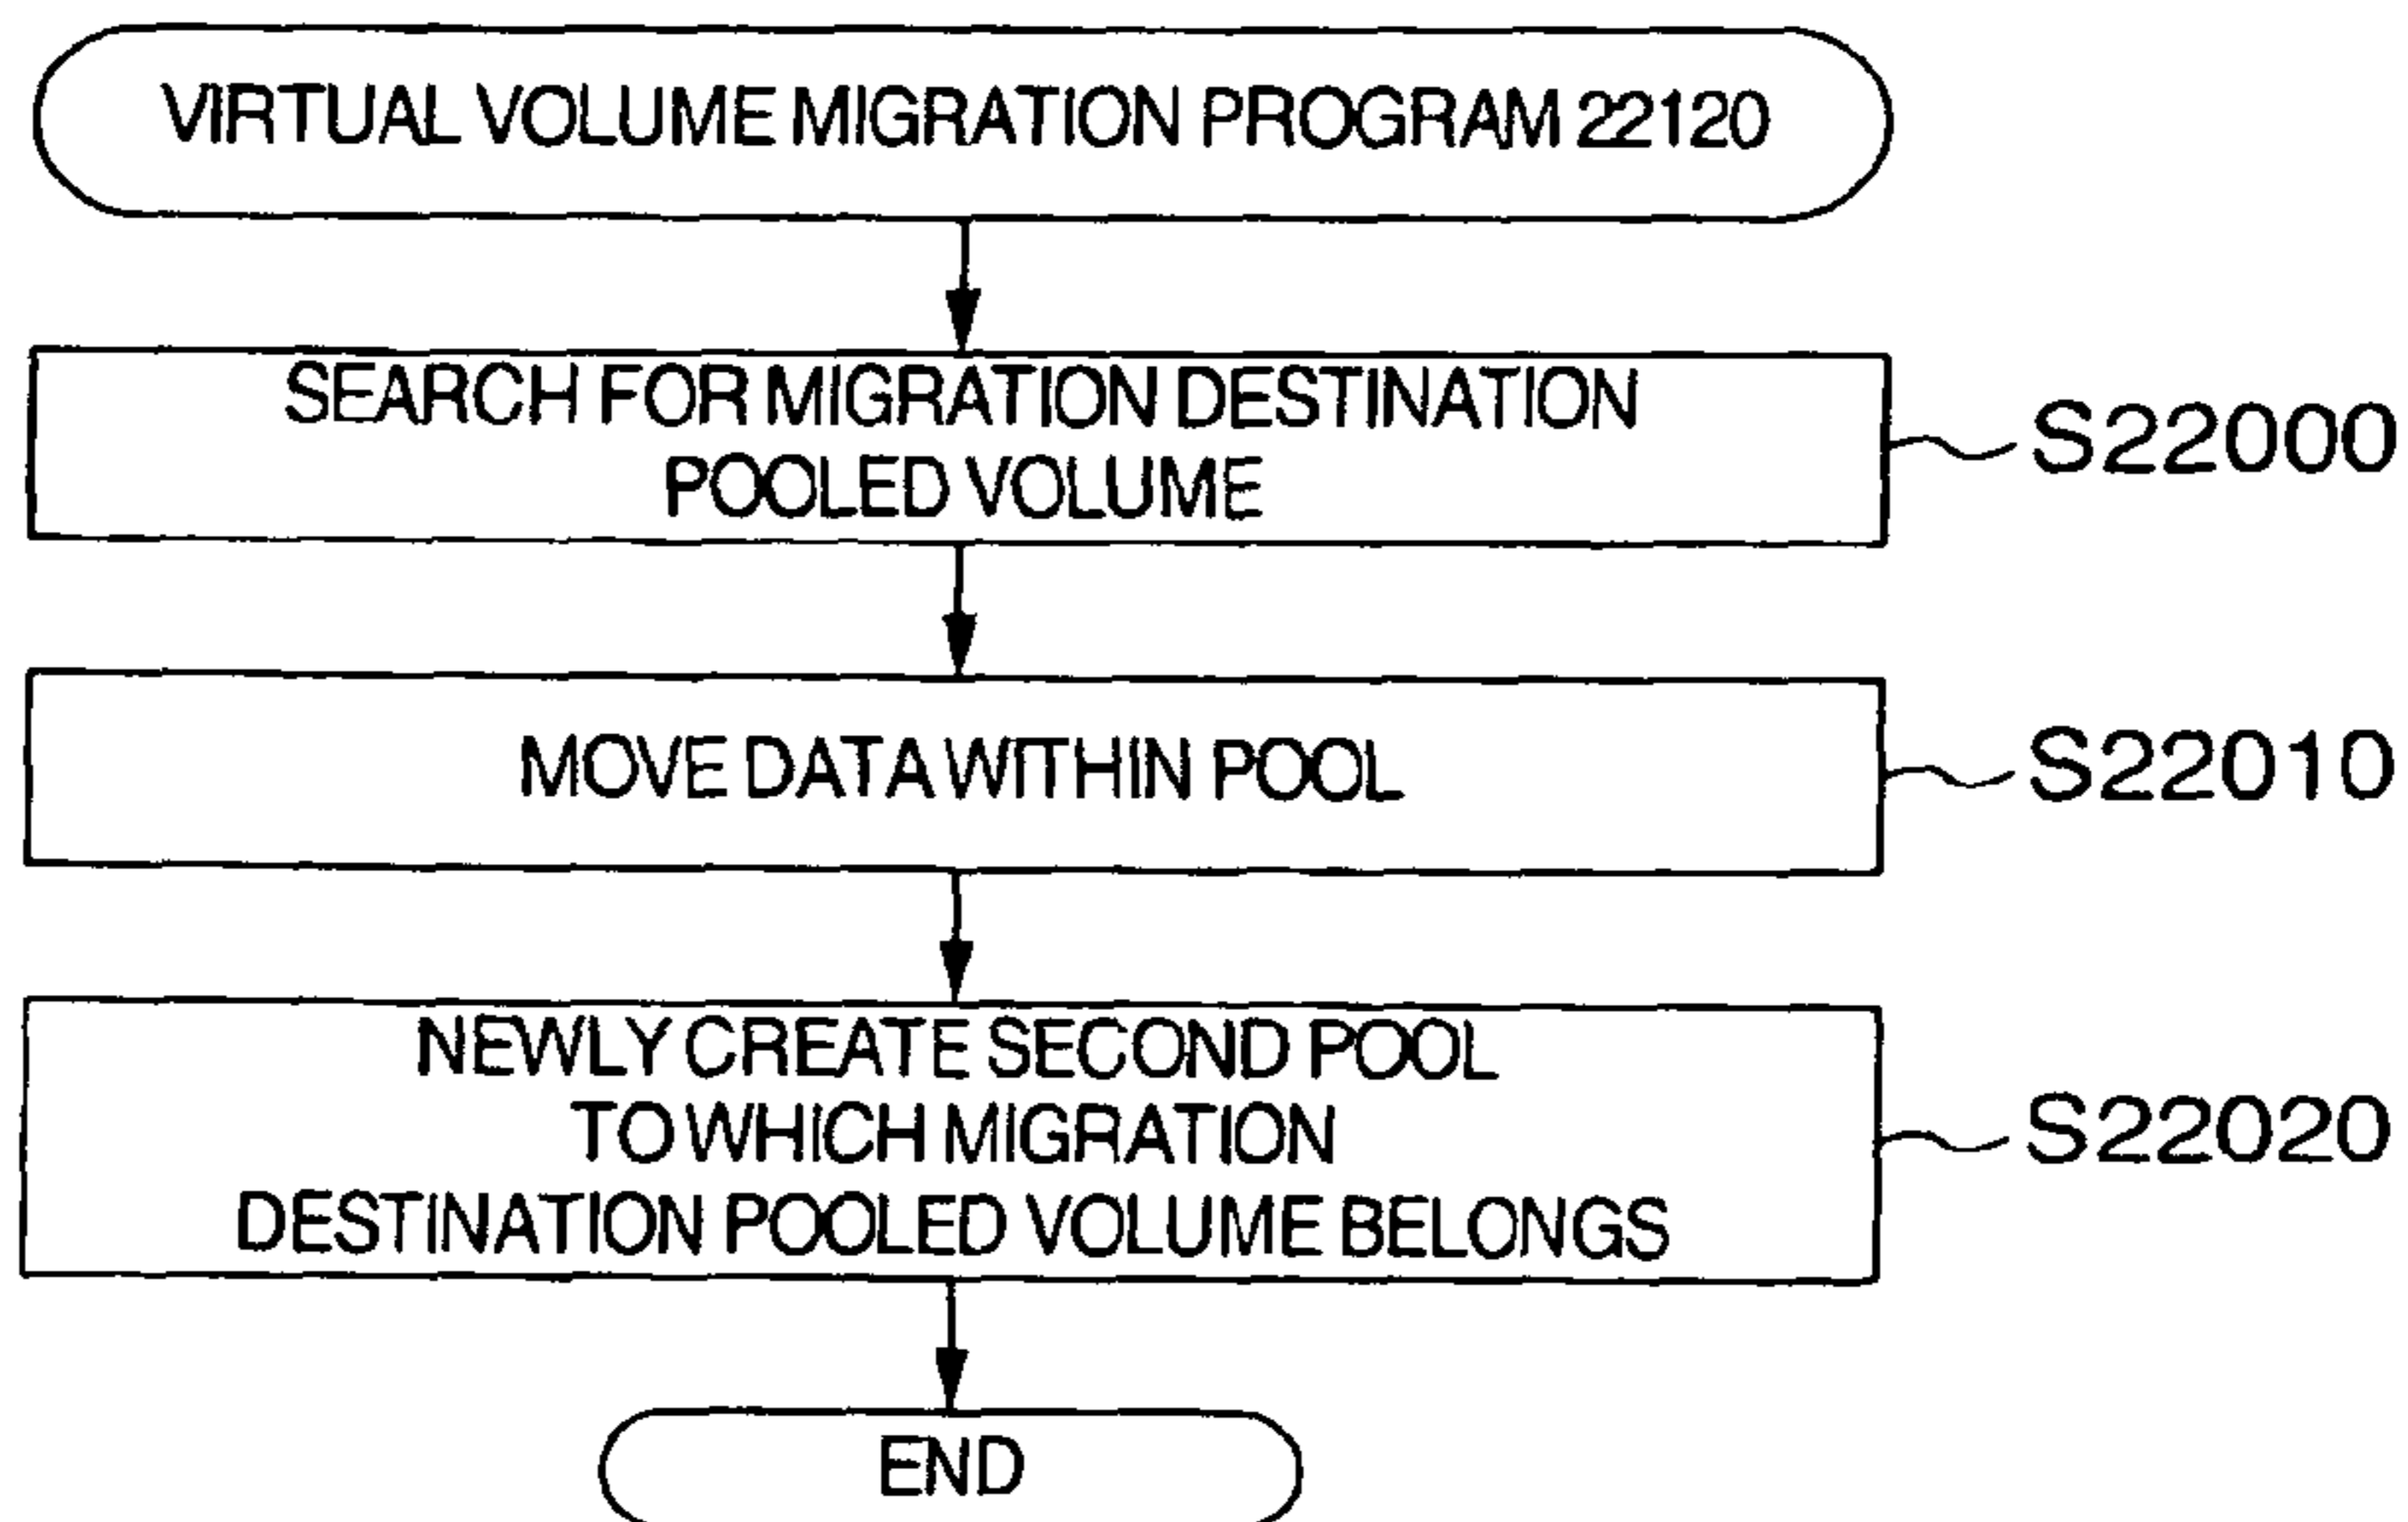 VIRTUAL VOLUME MIGRATION PROGRAM 22120
SEARCH FOR MIGRATION DESTINATION
POOLED VOLUME
S22000
MOVE DATA WITHIN POOL
S22010
NEWLY CREATE SECOND POOL
TO WHICH MIGRATION
DESTINATION POOLED VOLUME BELONGS
S22020
END